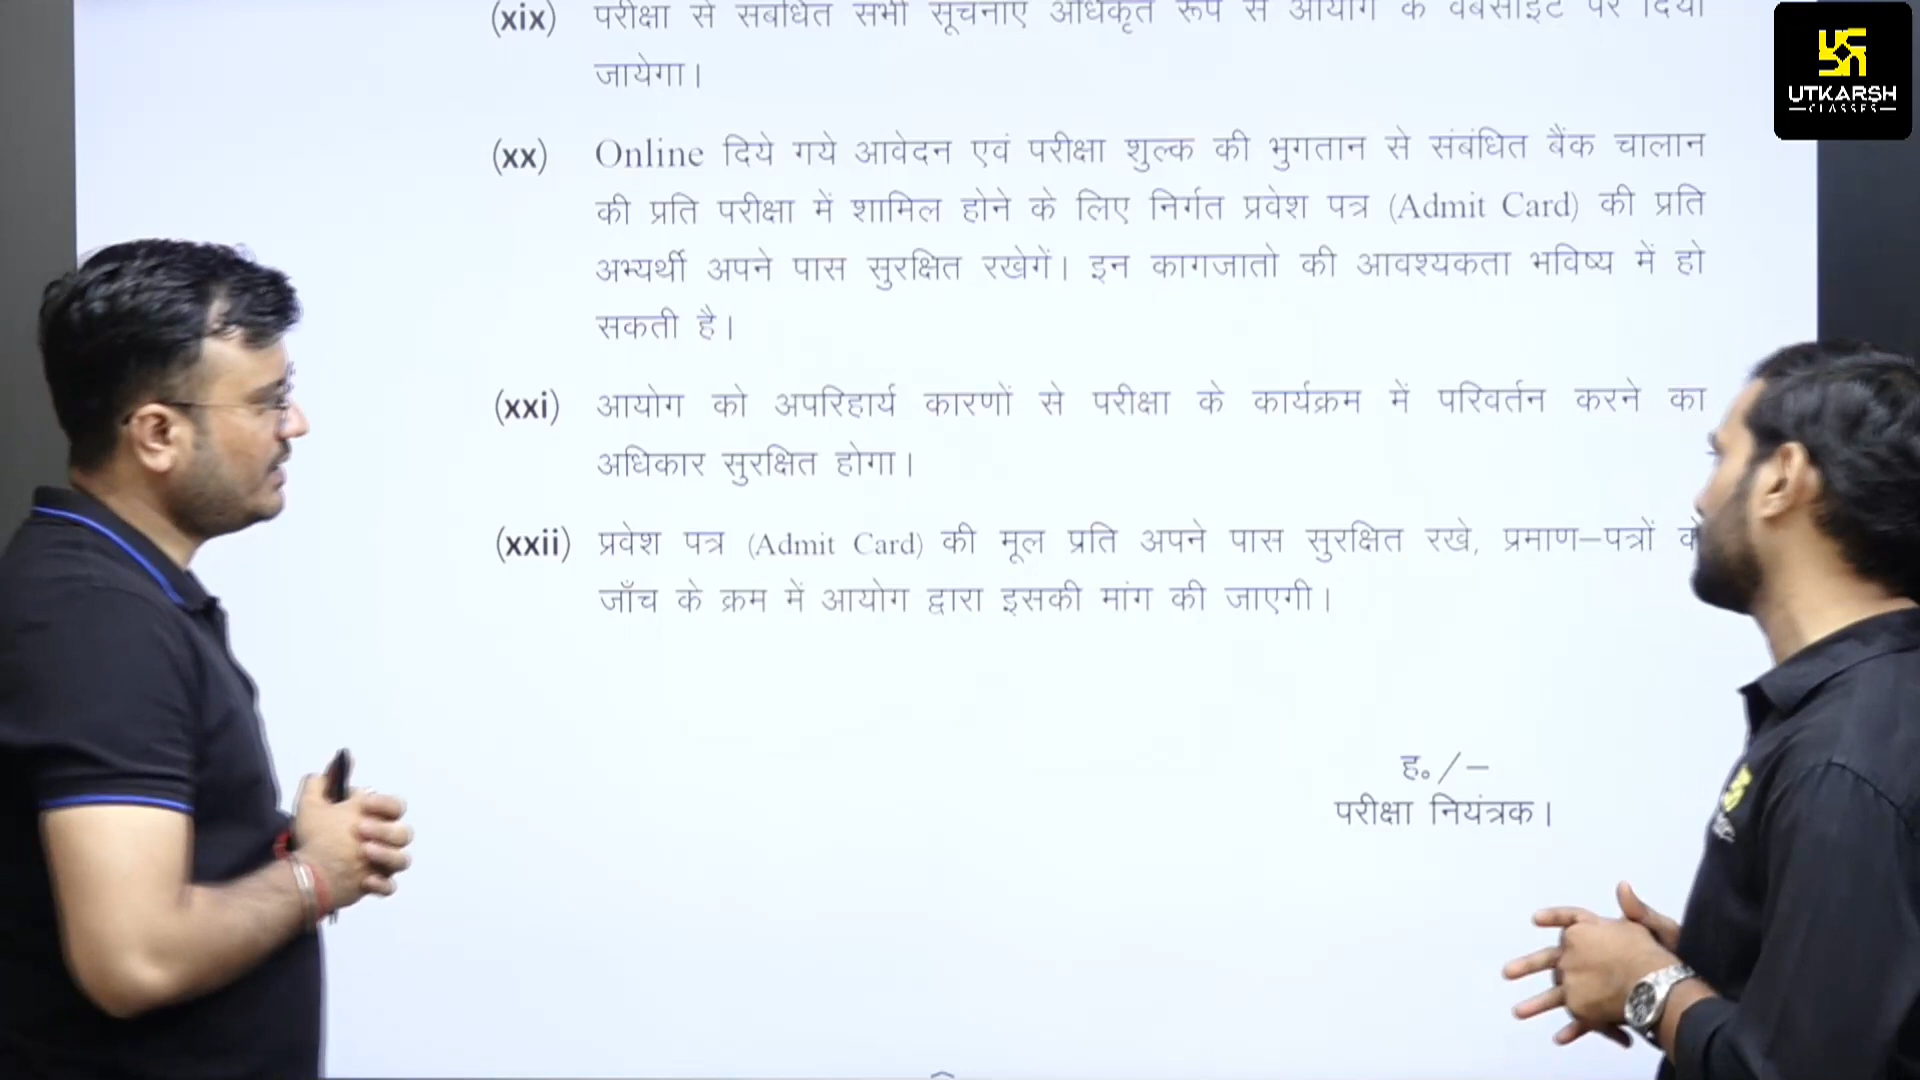 (xix) परीक्षा से संबंधित सभी सूचनाएँ अधिकृत रूप से आयोग के वेबसाइट पर दिया
जायेगा।
(xx) Online दिये गये आवेदन एवं परीक्षा शुल्क की भुगतान से संबंधित बैंक चालान
की प्रति परीक्षा में शामिल होने के लिए निर्गत प्रवेश पत्र (Admit Card) की प्रति
अभ्यर्थी अपने पास सुरक्षित रखेगें। इन कागजातो की आवश्यकता भविष्य में हो
सकती है।
(xxi) आयोग को अपरिहार्य कारणों से परीक्षा के कार्यक्रम में परिवर्तन करने का
अधिकार सुरक्षित होगा।
(xxii) प्रवेश पत्र (Admit Card) की मूल प्रति अपने पास सुरक्षित रखे, प्रमाण–पत्रों
जाँच के क्रम में आयोग द्वारा इसकी मांग की जाएगी।
ह०/–
परीक्षा नियंत्रक।
UTKARSH
CLASSES